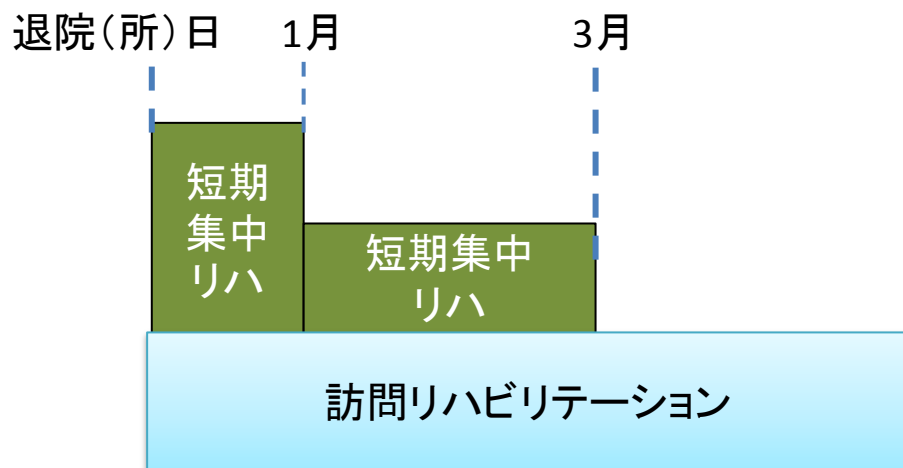 退院（所）日 1月 3月
短期
集中
リハ
短期集中
リハ
訪問リハビリテーション